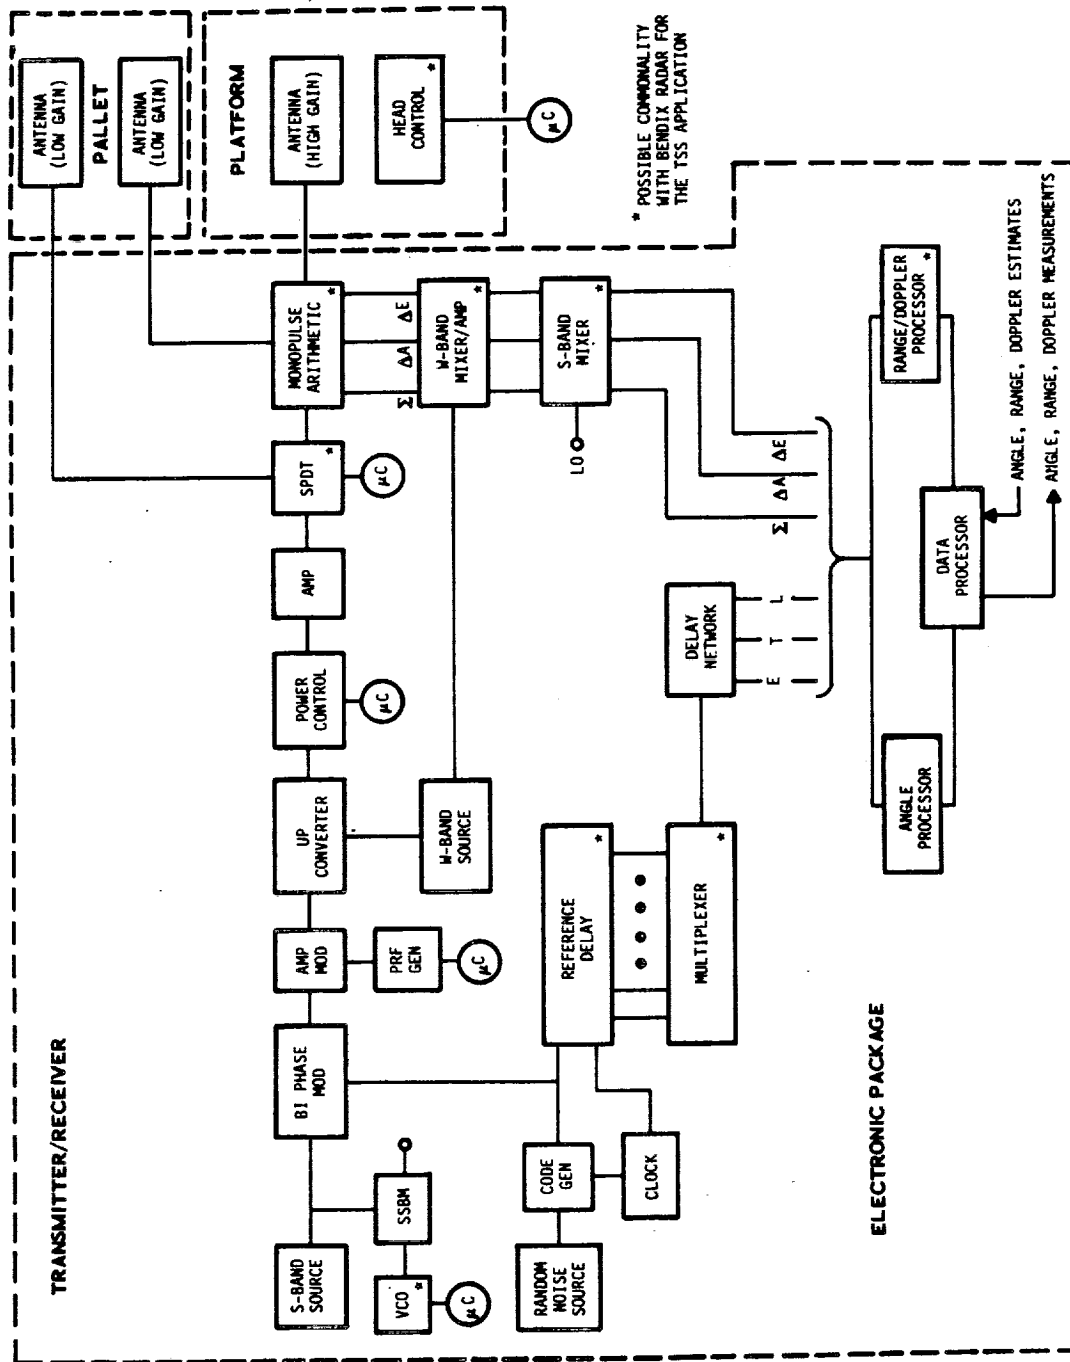 TRANSMITTER/RECEIVER
S-BAND
SOURCE
BI PHASE
MOD
AMP
MOD
UP
CONVERTER
POWER
CONTROL
AMP
SPDT
*
MONOPULSE
ARITHMETIC
*
ANTENNA
(LOW GAIN)
PALLET
ANTENNA
(LOW GAIN)
PLATFORM
ANTENNA
(HIGH GAIN)
HEAD
CONTROL
*
μC
VCO
*
μC
SSBM
PRF
GEN
μC
μC
μC
W-BAND
SOURCE
Σ ΔA ΔE
W-BAND
MIXER/AMP
*
LO
S-BAND
MIXER
*
* POSSIBLE COMMONALITY
WITH BENDIX RADAR FOR
THE TSS APPLICATION
RANDOM
NOISE
SOURCE
CODE
GEN
CLOCK
REFERENCE
DELAY
*
MULTIPLEXER
*
DELAY
NETWORK
E T L
Σ ΔA ΔE
ELECTRONIC PACKAGE
ANGLE
PROCESSOR
RANGE/DOPPLER
PROCESSOR
*
DATA
PROCESSOR
ANGLE, RANGE, DOPPLER ESTIMATES
ANGLE, RANGE, DOPPLER MEASUREMENTS